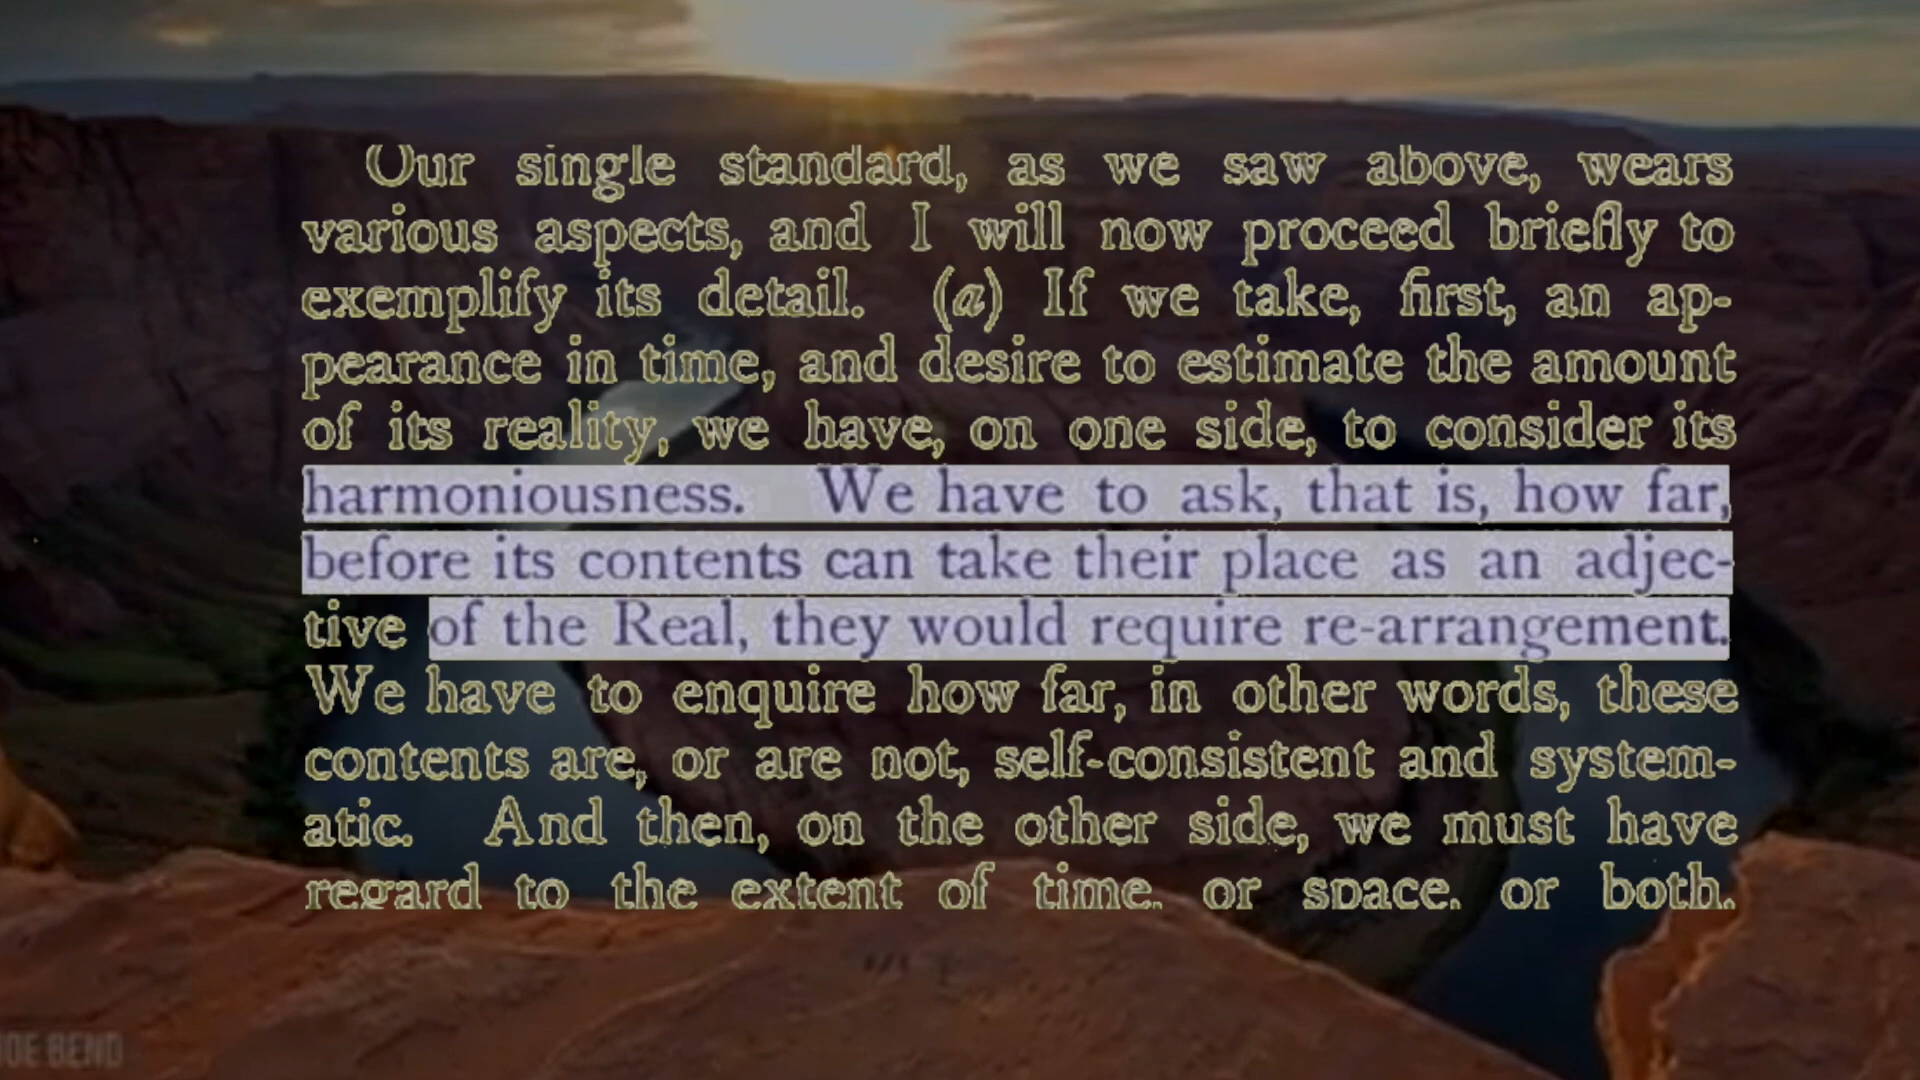 Our single standard, as we saw above, wears
various aspects, and I will now proceed briefly to
exemplify its detail. (a) If we take, first, an ap-
pearance in time, and desire to estimate the amount
of its reality, we have, on one side, to consider its
harmoniousness. We have to ask, that is, how far,
before its contents can take their place as an adjec-
tive of the Real, they would require re-arrangement.
We have to enquire how far, in other words, these
contents are, or are not, self-consistent and system-
atic. And then, on the other side, we must have
regard to the extent of time, or space, or both,
OE BEND